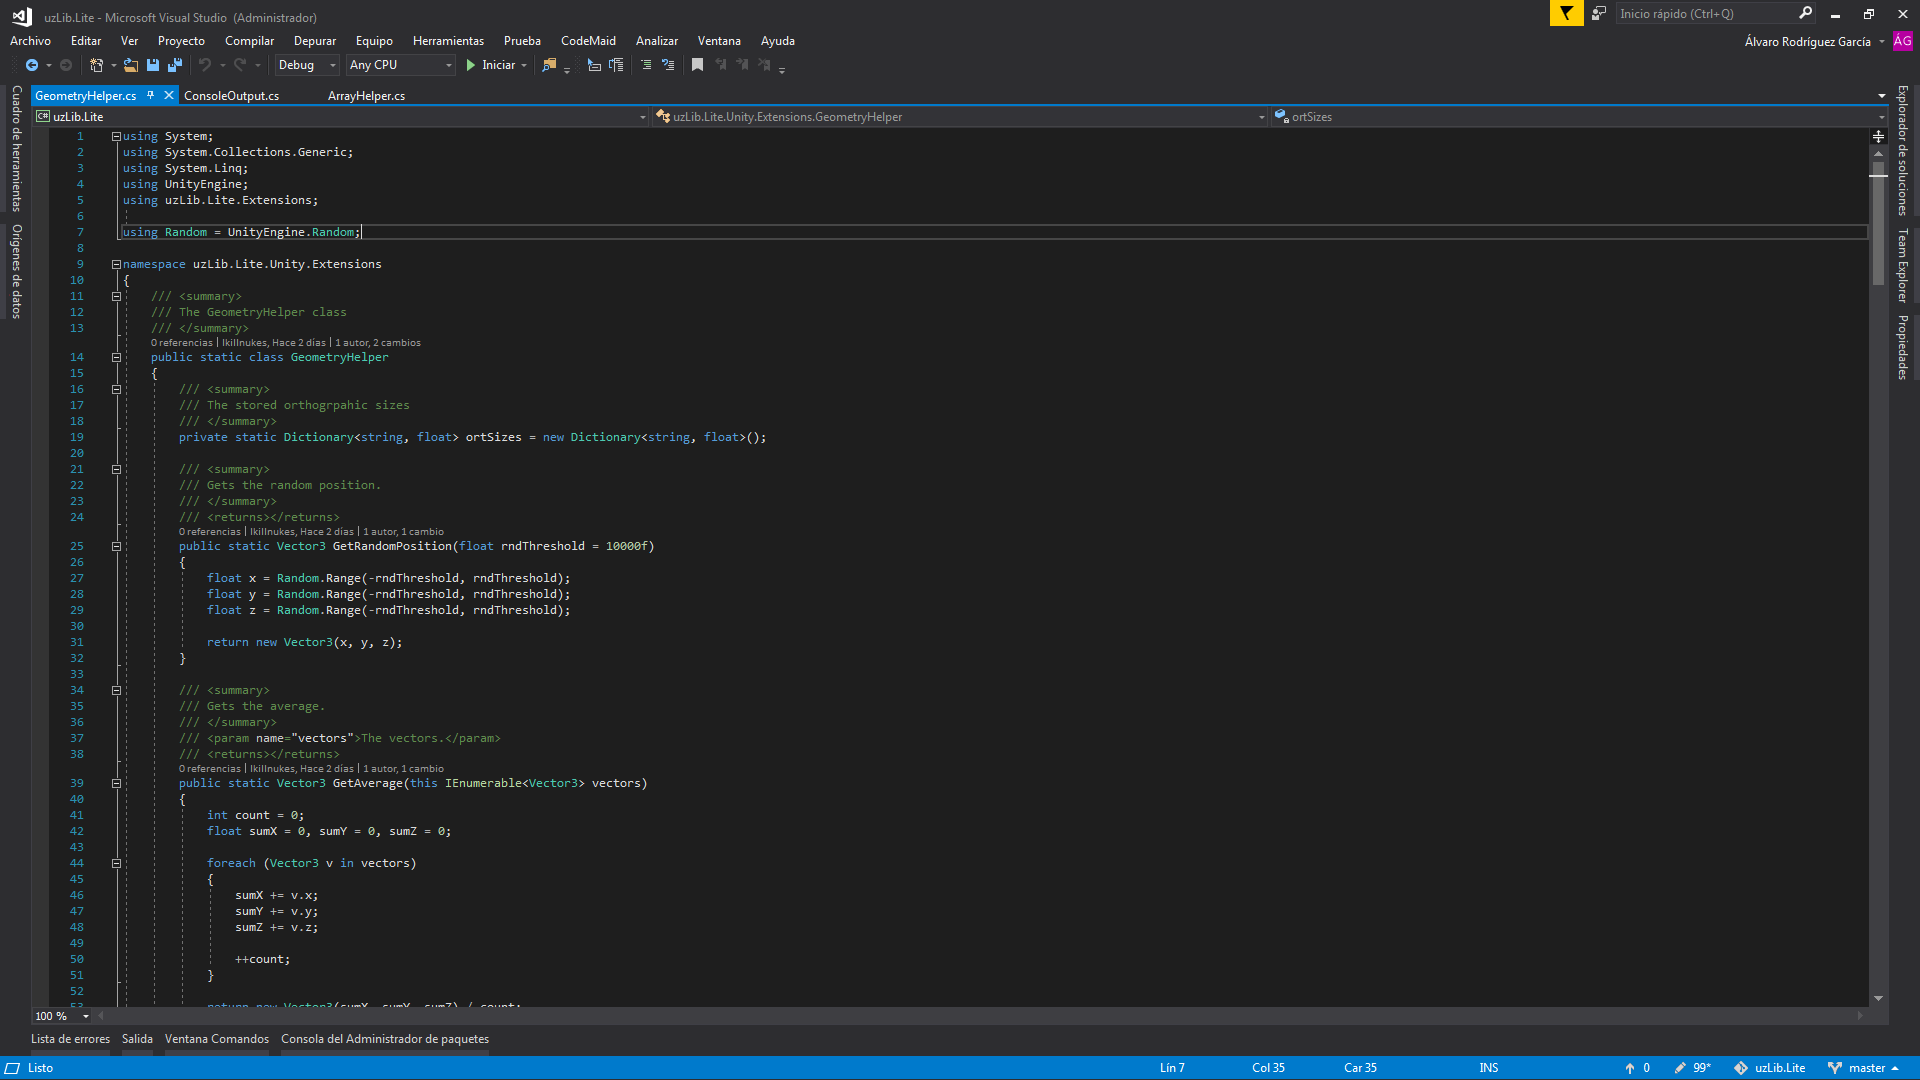 uzLib.Lite - Microsoft Visual Studio (Administrador)
Inicio rápido (Ctrl+Q)
Archivo Editar Ver Proyecto Compilar Depurar Equipo Herramientas Prueba CodeMaid Analizar Ventana Ayuda
Álvaro Rodríguez García ÁG
Debug Any CPU Iniciar
GeometryHelper.cs ConsoleOutput.cs ArrayHelper.cs
C# uzLib.Lite uzLib.Lite.Unity.Extensions.GeometryHelper ortSizes
Cuadro de herramientas
Orígenes de datos
Explorador de soluciones
Team Explorer
Propiedades
1 using System;
2 using System.Collections.Generic;
3 using System.Linq;
4 using UnityEngine;
5 using uzLib.Lite.Extensions;
6
7 using Random = UnityEngine.Random;
8
9 namespace uzLib.Lite.Unity.Extensions
10 {
11 /// <summary>
12 /// The GeometryHelper class
13 /// </summary>
0 referencias | Ikillnukes, Hace 2 días | 1 autor, 2 cambios
14 public static class GeometryHelper
15 {
16 /// <summary>
17 /// The stored orthogrpahic sizes
18 /// </summary>
19 private static Dictionary<string, float> ortSizes = new Dictionary<string, float>();
20
21 /// <summary>
22 /// Gets the random position.
23 /// </summary>
24 /// <returns></returns>
0 referencias | Ikillnukes, Hace 2 días | 1 autor, 1 cambio
25 public static Vector3 GetRandomPosition(float rndThreshold = 10000f)
26 {
27 float x = Random.Range(-rndThreshold, rndThreshold);
28 float y = Random.Range(-rndThreshold, rndThreshold);
29 float z = Random.Range(-rndThreshold, rndThreshold);
30
31 return new Vector3(x, y, z);
32 }
33
34 /// <summary>
35 /// Gets the average.
36 /// </summary>
37 /// <param name="vectors">The vectors.</param>
38 /// <returns></returns>
0 referencias | Ikillnukes, Hace 2 días | 1 autor, 1 cambio
39 public static Vector3 GetAverage(this IEnumerable<Vector3> vectors)
40 {
41 int count = 0;
42 float sumX = 0, sumY = 0, sumZ = 0;
43
44 foreach (Vector3 v in vectors)
45 {
46 sumX += v.x;
47 sumY += v.y;
48 sumZ += v.z;
49
50 ++count;
51 }
52
53 return new Vector3(sumX, sumY, sumZ) / count;
100 %
Lista de errores Salida Ventana Comandos Consola del Administrador de paquetes
Listo Lín 7 Col 35 Car 35 INS 0 99* uzLib.Lite master